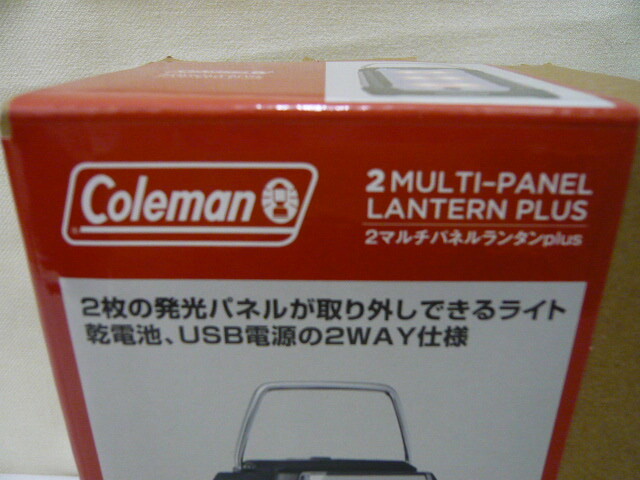 Coleman
2 MULTI-PANEL
LANTERN PLUS
2マルチパネルランタンplus
2枚の発光パネルが取り外しできるライト
乾電池、USB電源の2WAY仕様